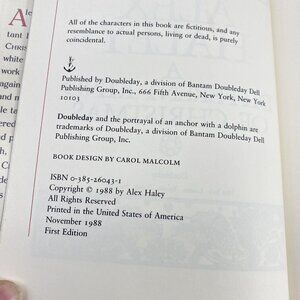 All of the characters in this book are fictitious, and any
resemblance to actual persons, living or dead, is purely
coincidental.
Published by Doubleday, a division of Bantam Doubleday Dell
Publishing Group, Inc., 666 Fifth Avenue, New York, New York
10103
Doubleday and the portrayal of an anchor with a dolphin are
trademarks of Doubleday, a division of Bantam Doubleday Dell
Publishing Group, Inc.
BOOK DESIGN BY CAROL MALCOLM
ISBN 0-385-26043-1
Copyright © 1988 by Alex Haley
All Rights Reserved
Printed in the United States of America
November 1988
First Edition